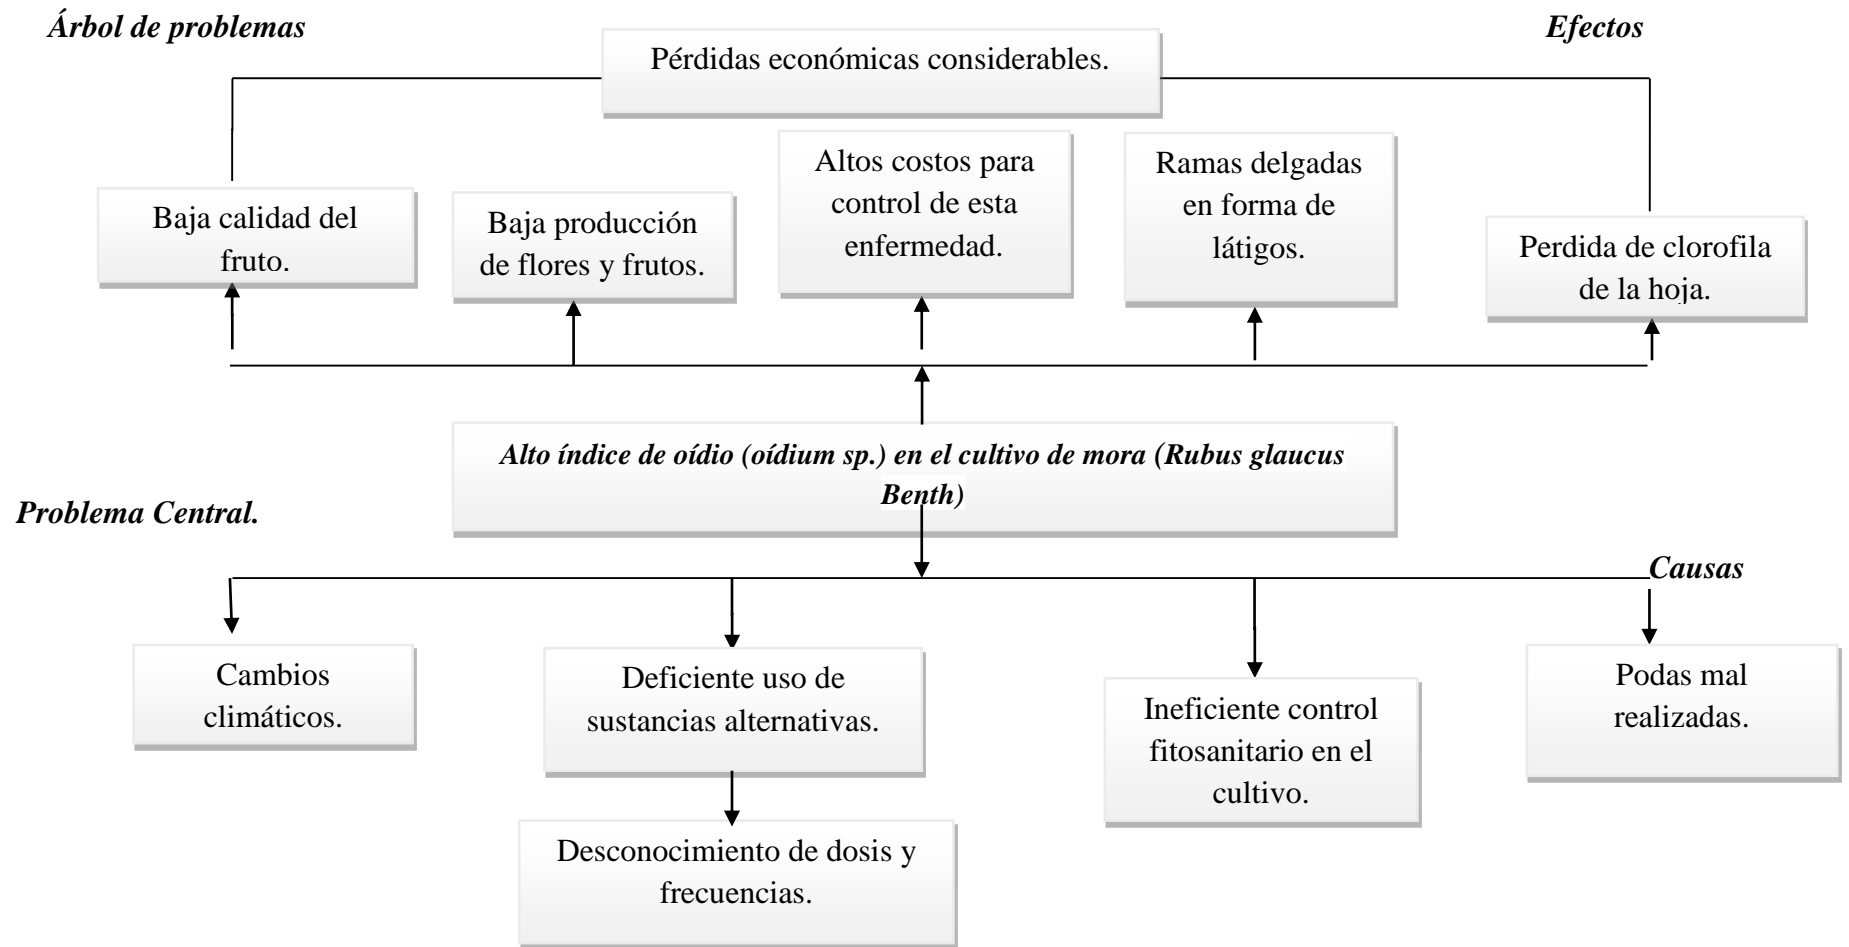 Árbol de problemas
Efectos
Pérdidas económicas considerables.
Baja calidad del
fruto.
Baja producción
de flores y frutos.
Altos costos para
control de esta
enfermedad.
Ramas delgadas
en forma de
látigos.
Perdida de clorofila
de la hoja.
Alto índice de oídio (oídium sp.) en el cultivo de mora (Rubus glaucus
Benth)
Problema Central.
Causas
Cambios
climáticos.
Deficiente uso de
sustancias alternativas.
Ineficiente control
fitosanitario en el
cultivo.
Podas mal
realizadas.
Desconocimiento de dosis y
frecuencias.